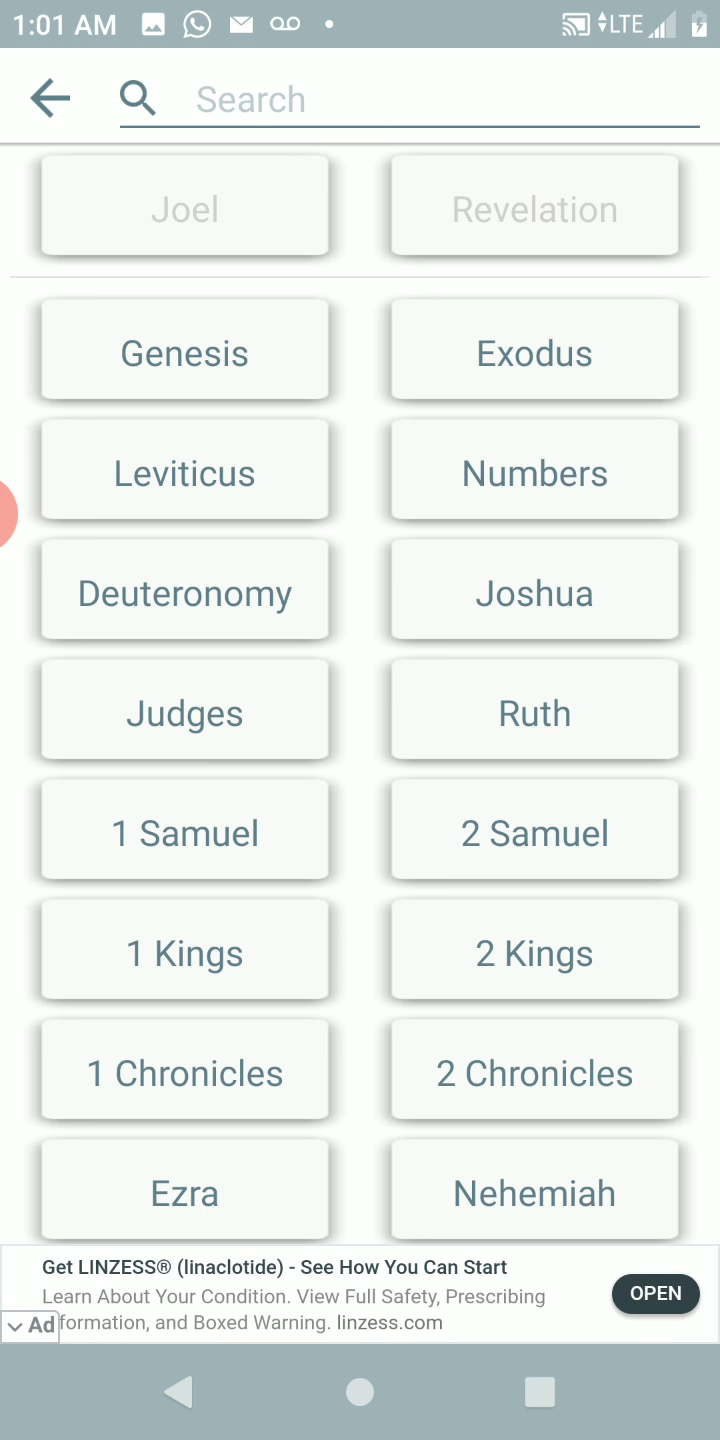 1:01 AM LTE
Search
Joel Revelation
Genesis Exodus
Leviticus Numbers
Deuteronomy Joshua
Judges Ruth
1 Samuel 2 Samuel
1 Kings 2 Kings
1 Chronicles 2 Chronicles
Ezra Nehemiah
Get LINZESS® (linaclotide) - See How You Can Start
Learn About Your Condition. View Full Safety, Prescribing
formation, and Boxed Warning. linzess.com
OPEN
Ad